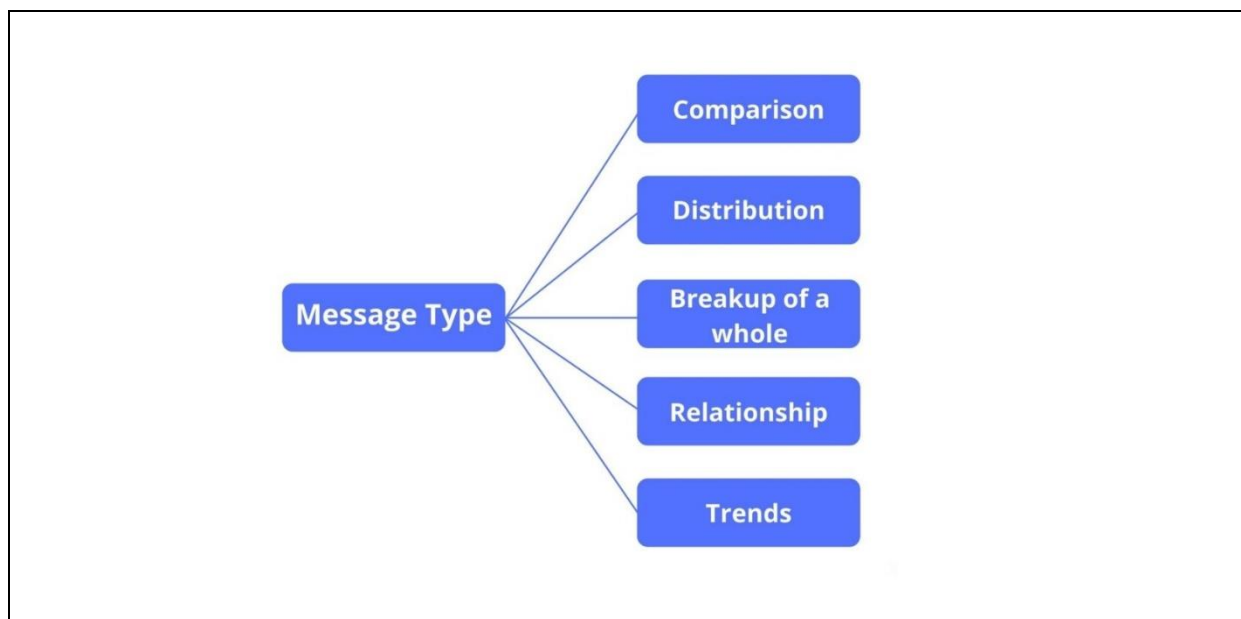 Comparison
Distribution
Breakup of a
whole
Message Type
Relationship
Trends